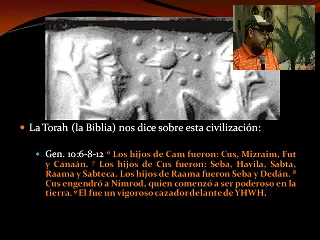 La Torah (la Biblia) nos dice sobre esta civilización:
Gen. 10:6-8-12 ⁶ Los hijos de Cam fueron: Cus, Mizraim, Fut
y Canaán. ⁷ Los hijos de Cus fueron: Seba, Havila, Sabta,
Raama y Sabteca. Los hijos de Raama fueron Seba y Dedán. ⁸
Cus engendró a Nimrod, quien comenzó a ser poderoso en la
tierra. ⁹ El fue un vigoroso cazador delante de YHWH,